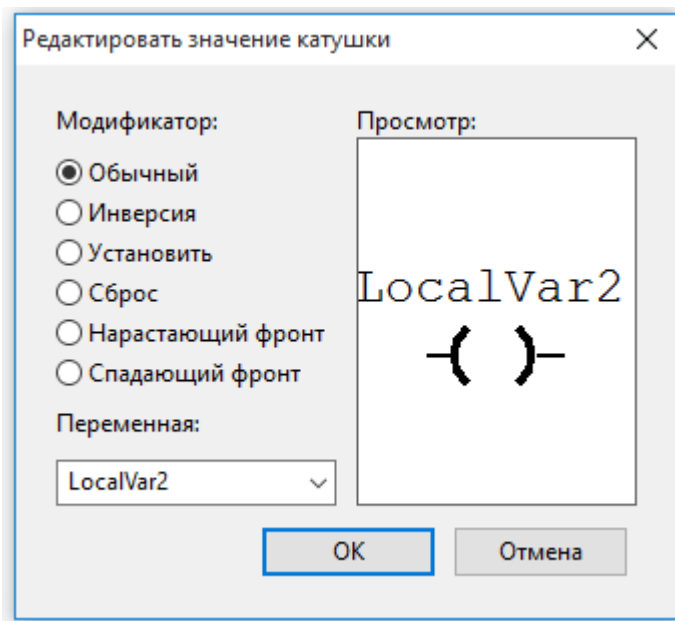 Редактировать значение катушки
Модификатор:
Обычный
Инверсия
Установить
Сброс
Нарастающий фронт
Спадающий фронт
Переменная:
LocalVar2
Просмотр:
LocalVar2
( )
OK
Отмена